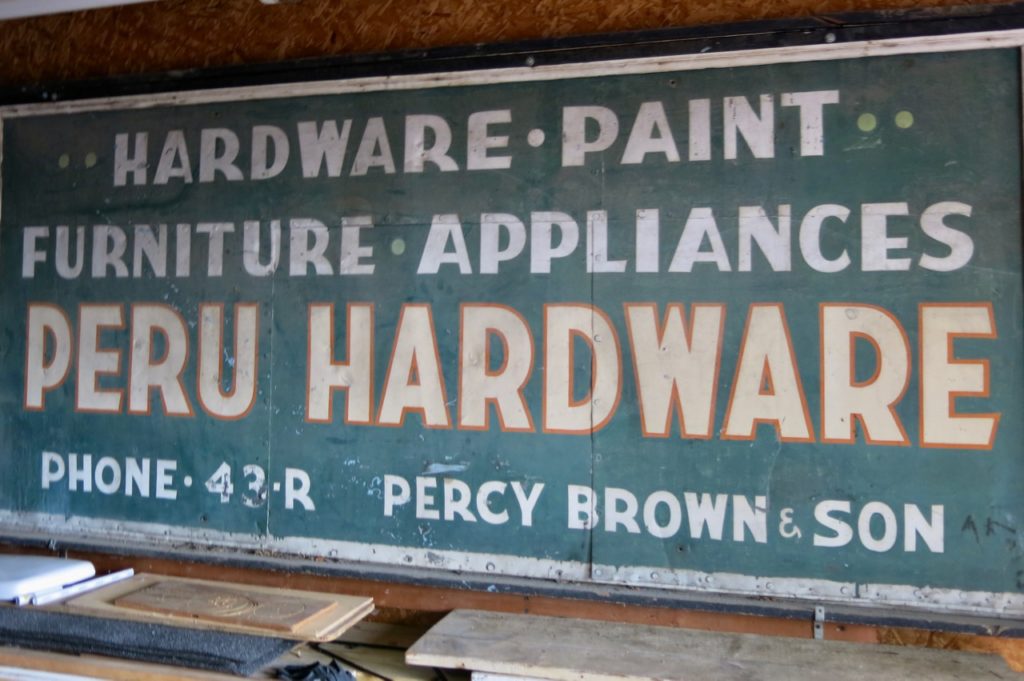 HARDWARE · PAINT
FURNITURE · APPLIANCES
PERU HARDWARE
PHONE · 43-R PERCY BROWN & SON